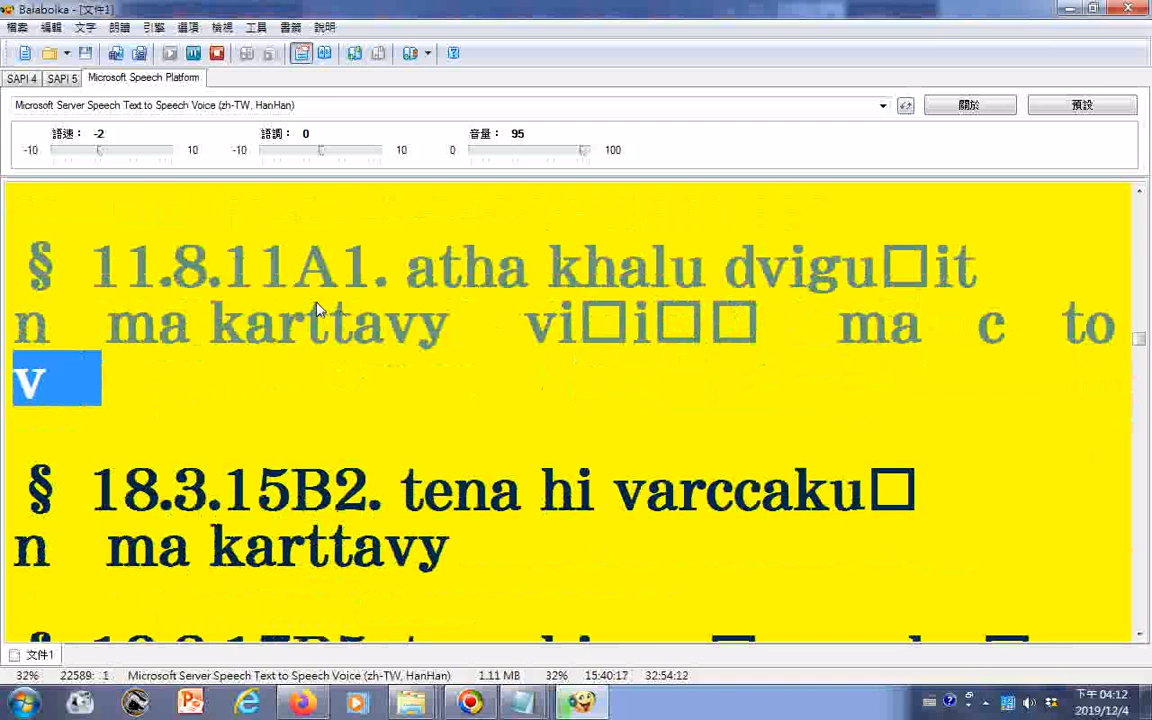 Balabolka - [文件1]
檔案 編輯 文字 朗讀 引擎 選項 檢視 工具 書籤 說明
SAPI 4 SAPI 5 Microsoft Speech Platform
Microsoft Server Speech Text to Speech Voice (zh-TW, HanHan) 關於 預設
語速： -2 語調： 0 音量： 95
-10 10 -10 10 0 100
§ 11.8.11A1. atha khalu dvigu□it
n ma karttavy vi□i□□ ma c to
v
§ 18.3.15B2. tena hi varccaku□
n ma karttavy
文件1
32% 22589: 1 Microsoft Server Speech Text to Speech Voice (zh-TW, HanHan) 1.11 MB 32% 15:40:17 32:54:12
下午 04:12
2019/12/4